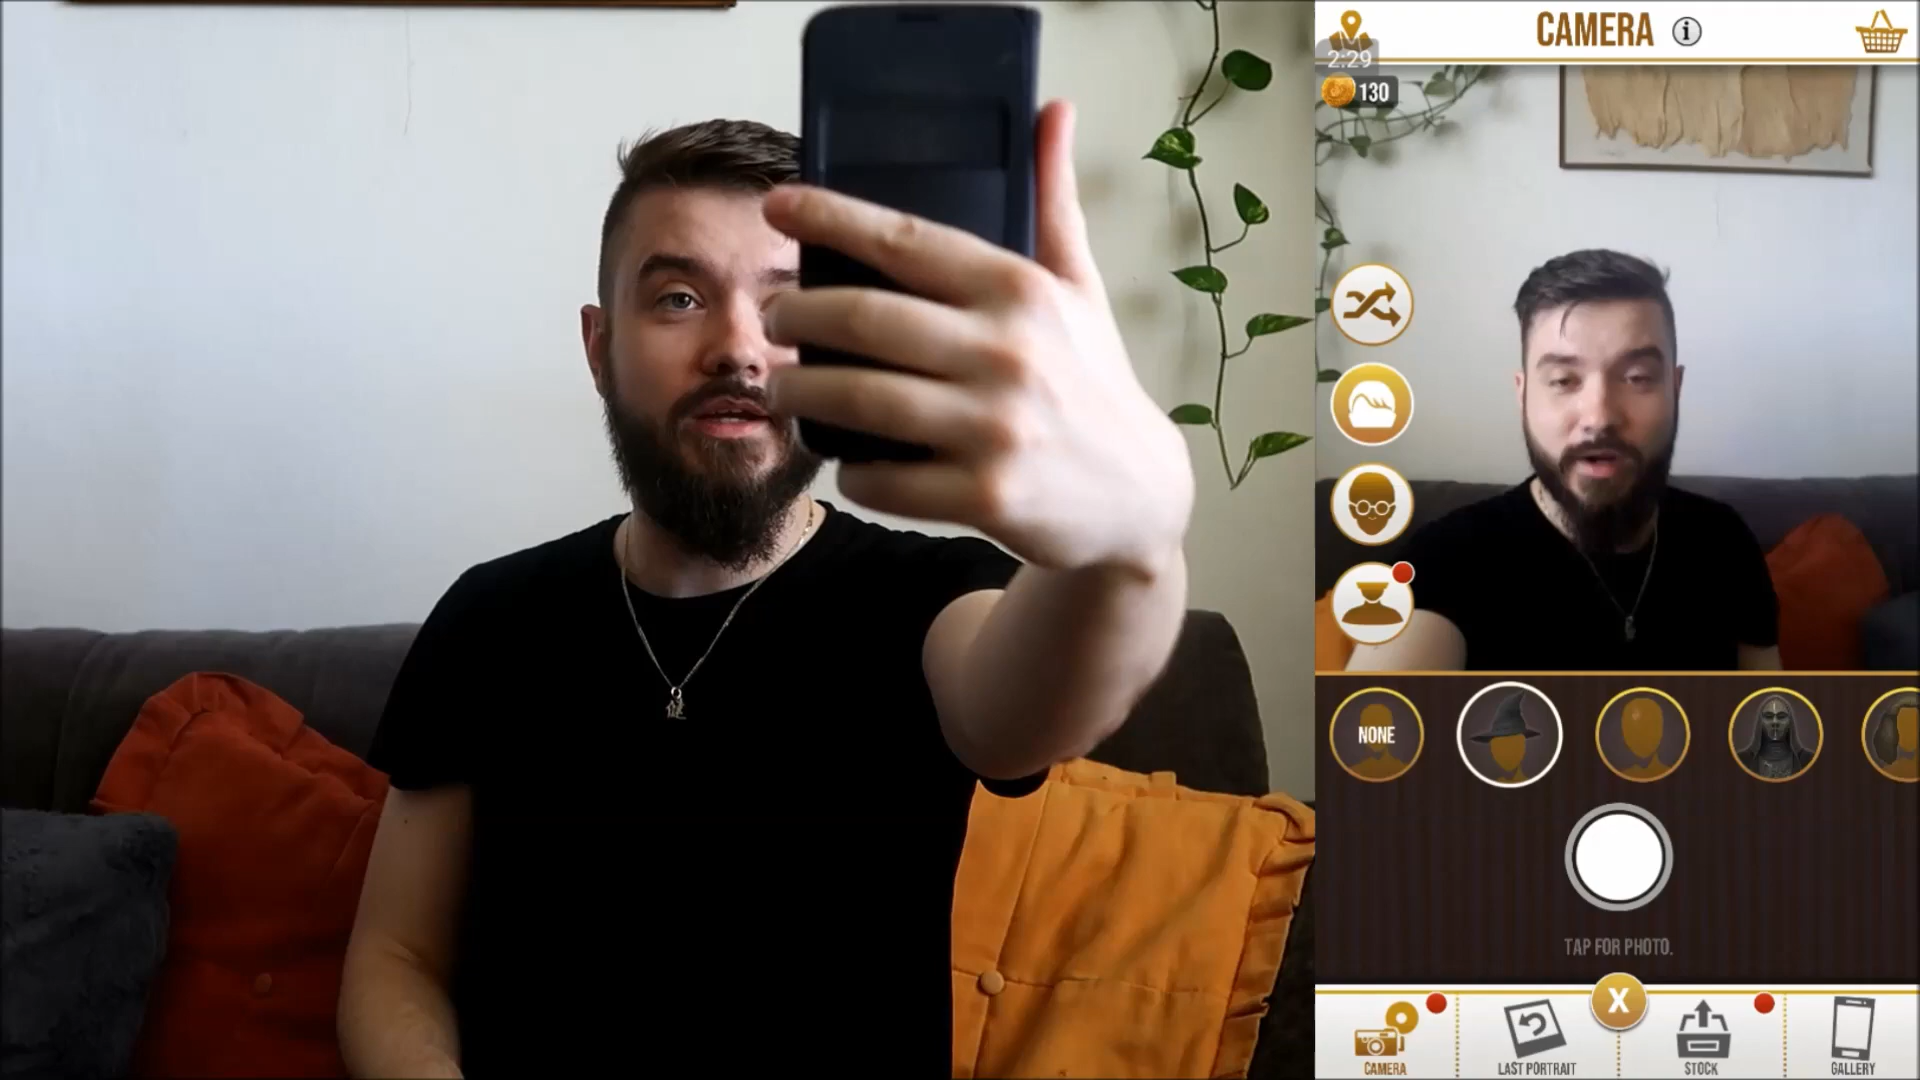 CAMERA i
2:29
130
NONE
TAP FOR PHOTO.
X
CAMERA
LAST PORTRAIT
STOCK
GALLERY